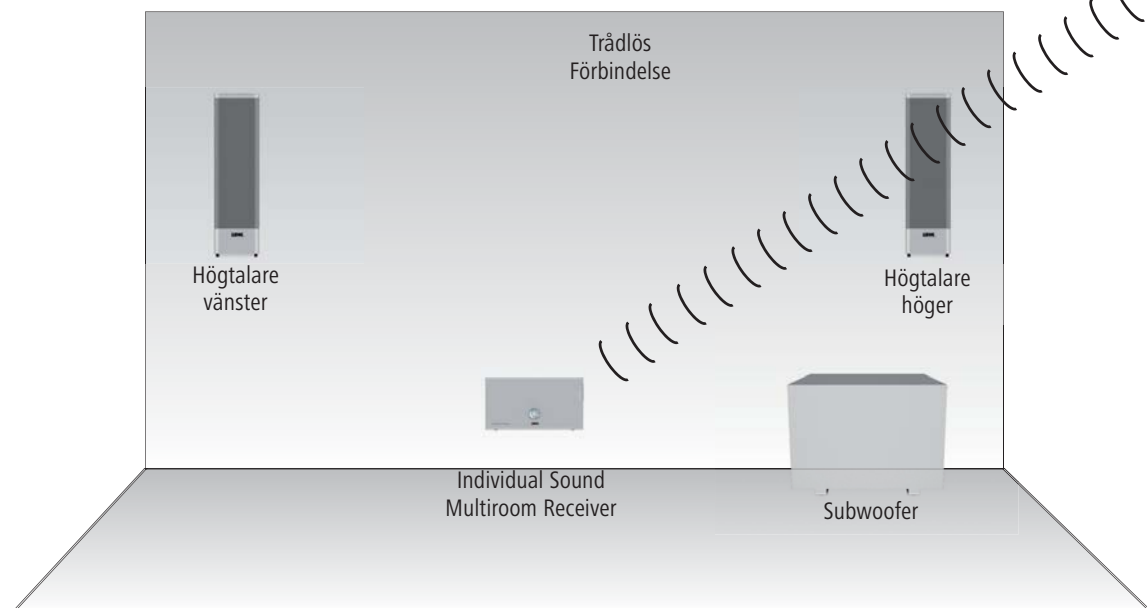 Trådlös
Förbindelse
Högtalare
vänster
Högtalare
höger
Individual Sound
Multiroom Receiver
Subwoofer